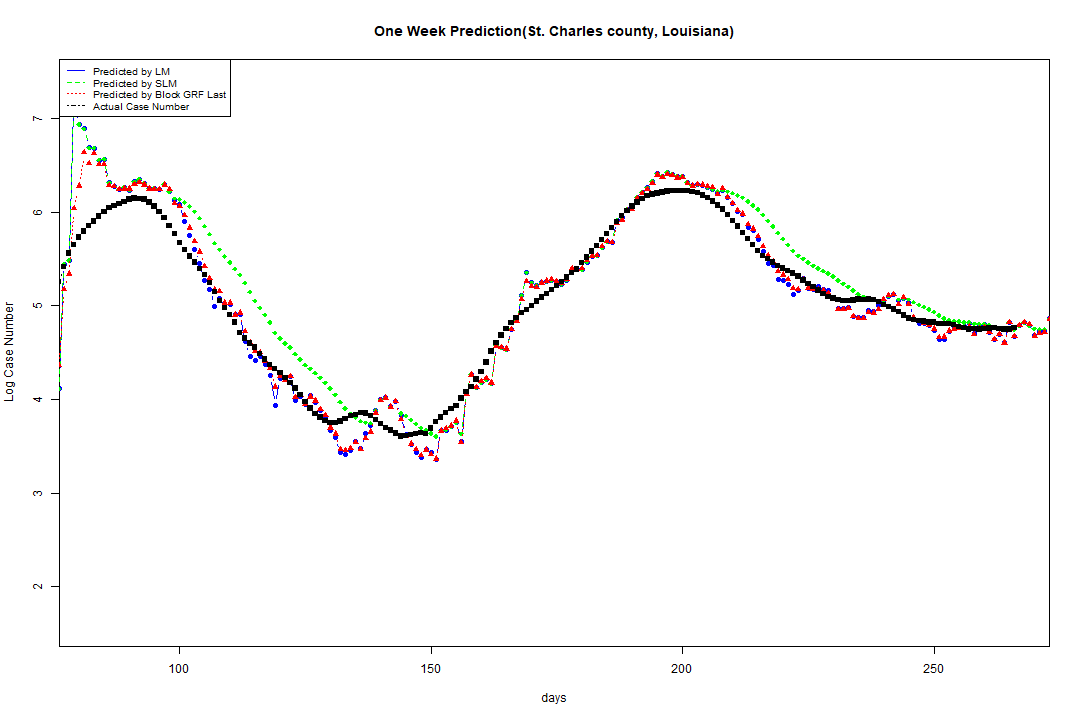 One Week Prediction(St. Charles county, Louisiana)
Predicted by LM
Predicted by SLM
Predicted by Block GRF Last
Actual Case Number
7
6
5
4
3
2
Log Case Number
100 150 200 250
days